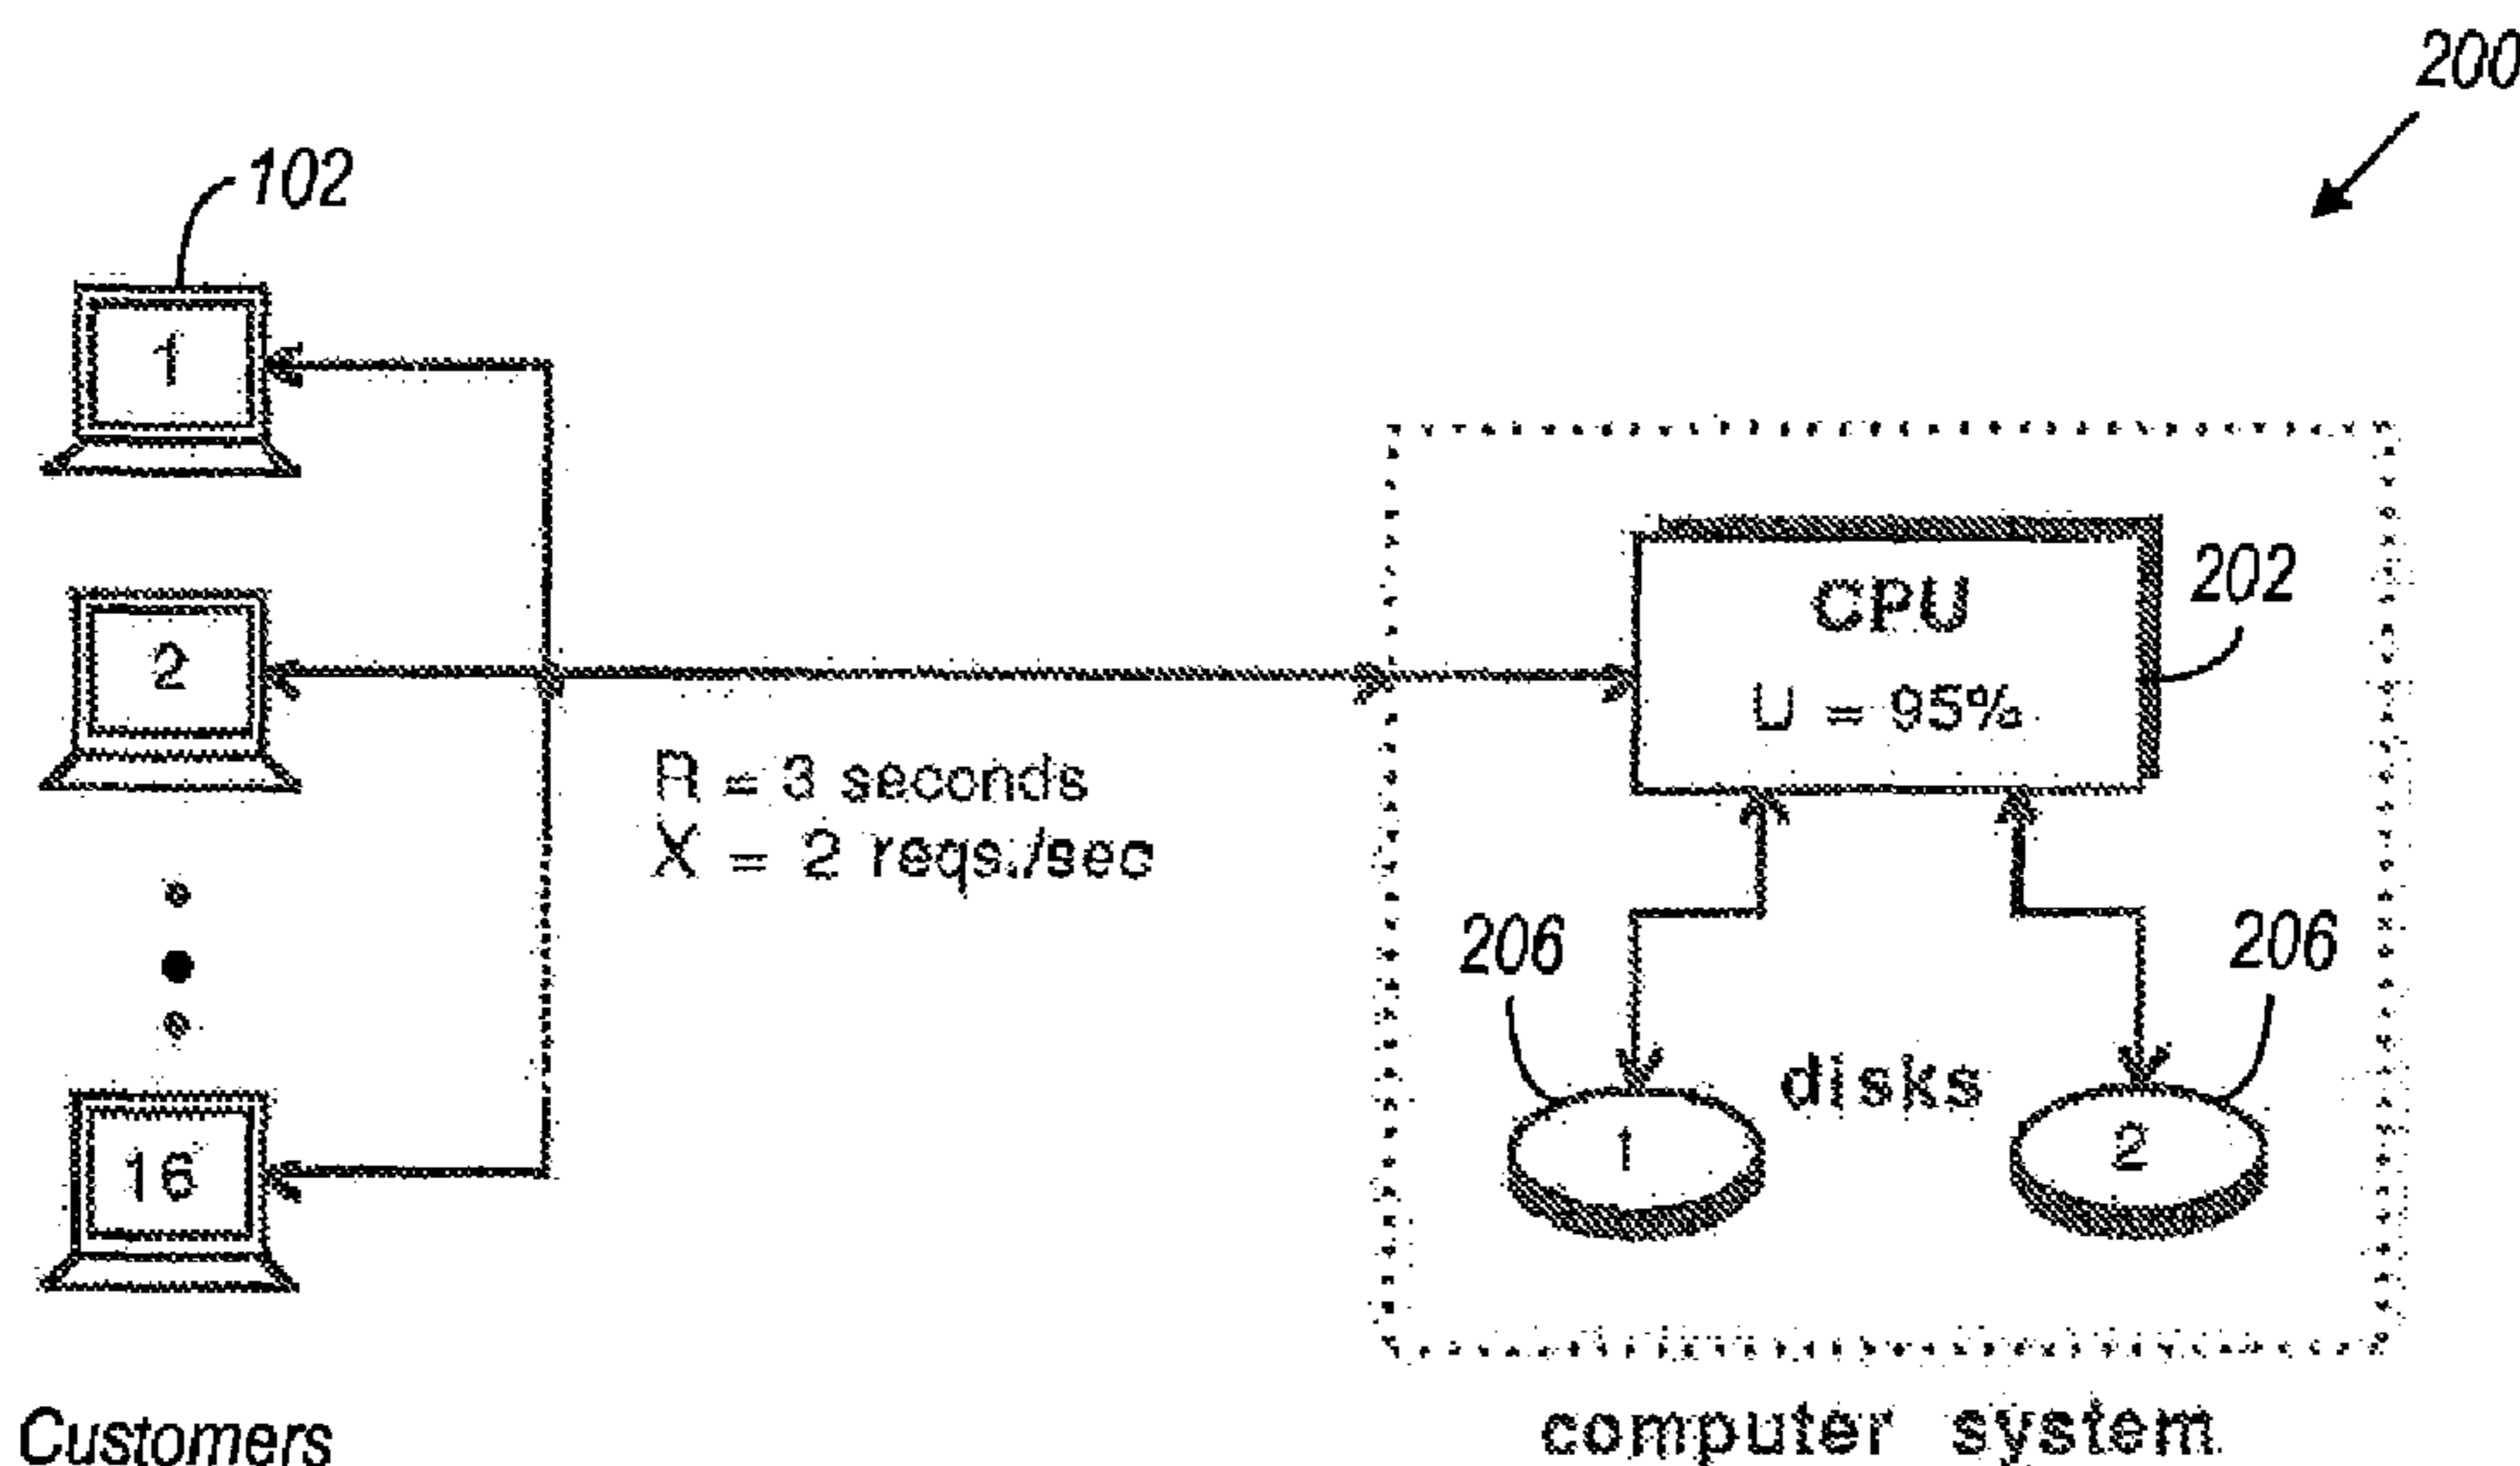 200
102
1
2
16
Customers
R = 3 seconds
X = 2 reqs./sec
CPU
U = 95%
202
206
206
disks
1
2
computer system